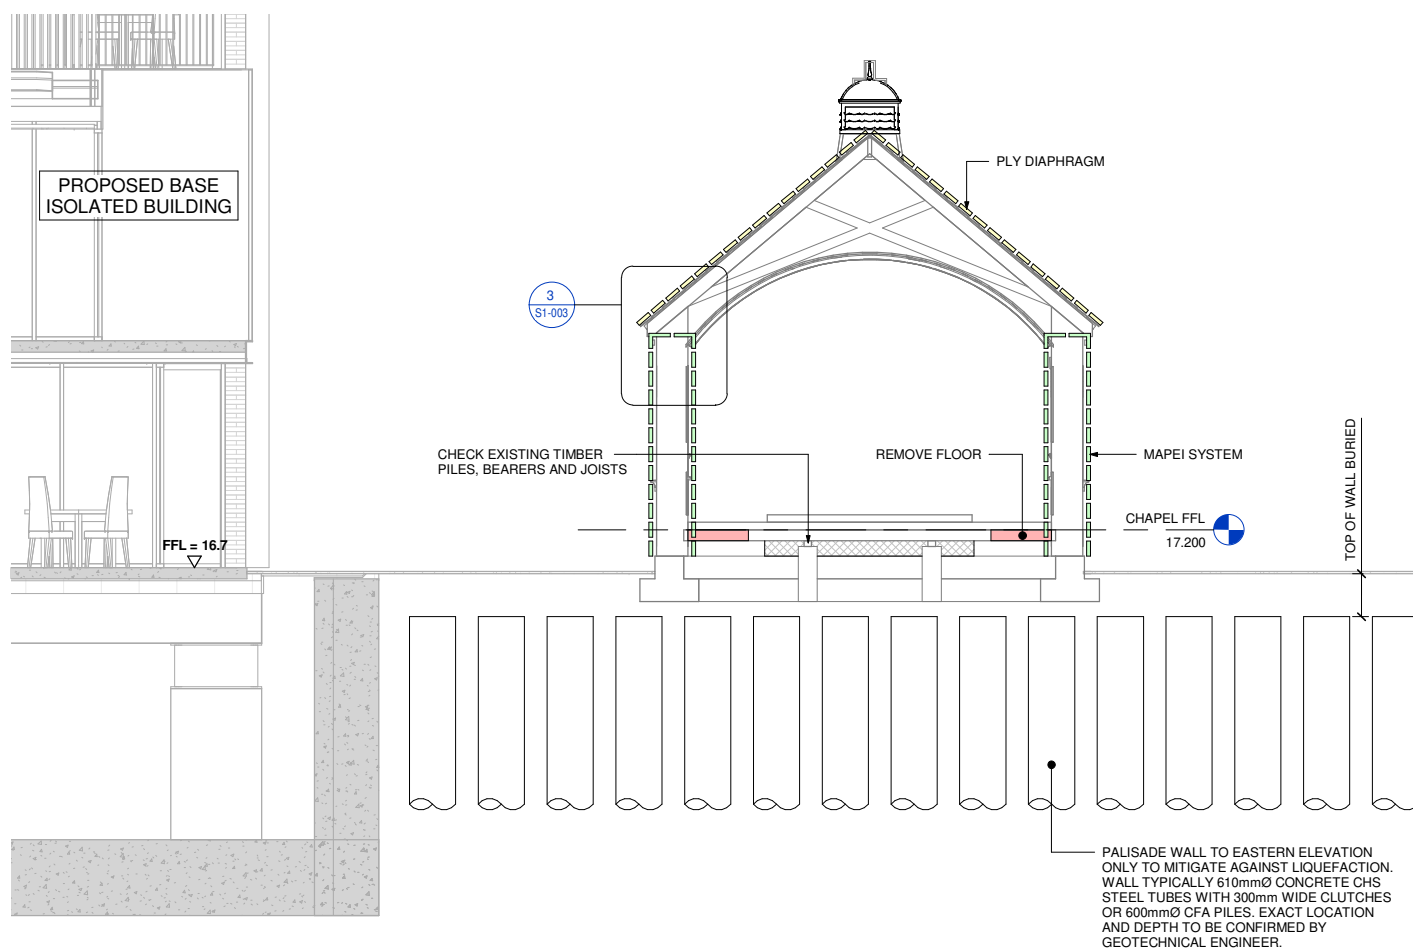 PROPOSED BASE
ISOLATED BUILDING
PLY DIAPHRAGM
3
S1-003
CHECK EXISTING TIMBER
PILES, BEARERS AND JOISTS
REMOVE FLOOR
MAPEI SYSTEM
TOP OF WALL BURIED
CHAPEL FFL
17.200
FFL = 16.7
PALISADE WALL TO EASTERN ELEVATION
ONLY TO MITIGATE AGAINST LIQUEFACTION.
WALL TYPICALLY 610mmØ CONCRETE CHS
STEEL TUBES WITH 300mm WIDE CLUTCHES
OR 600mmØ CFA PILES. EXACT LOCATION
AND DEPTH TO BE CONFIRMED BY
GEOTECHNICAL ENGINEER.